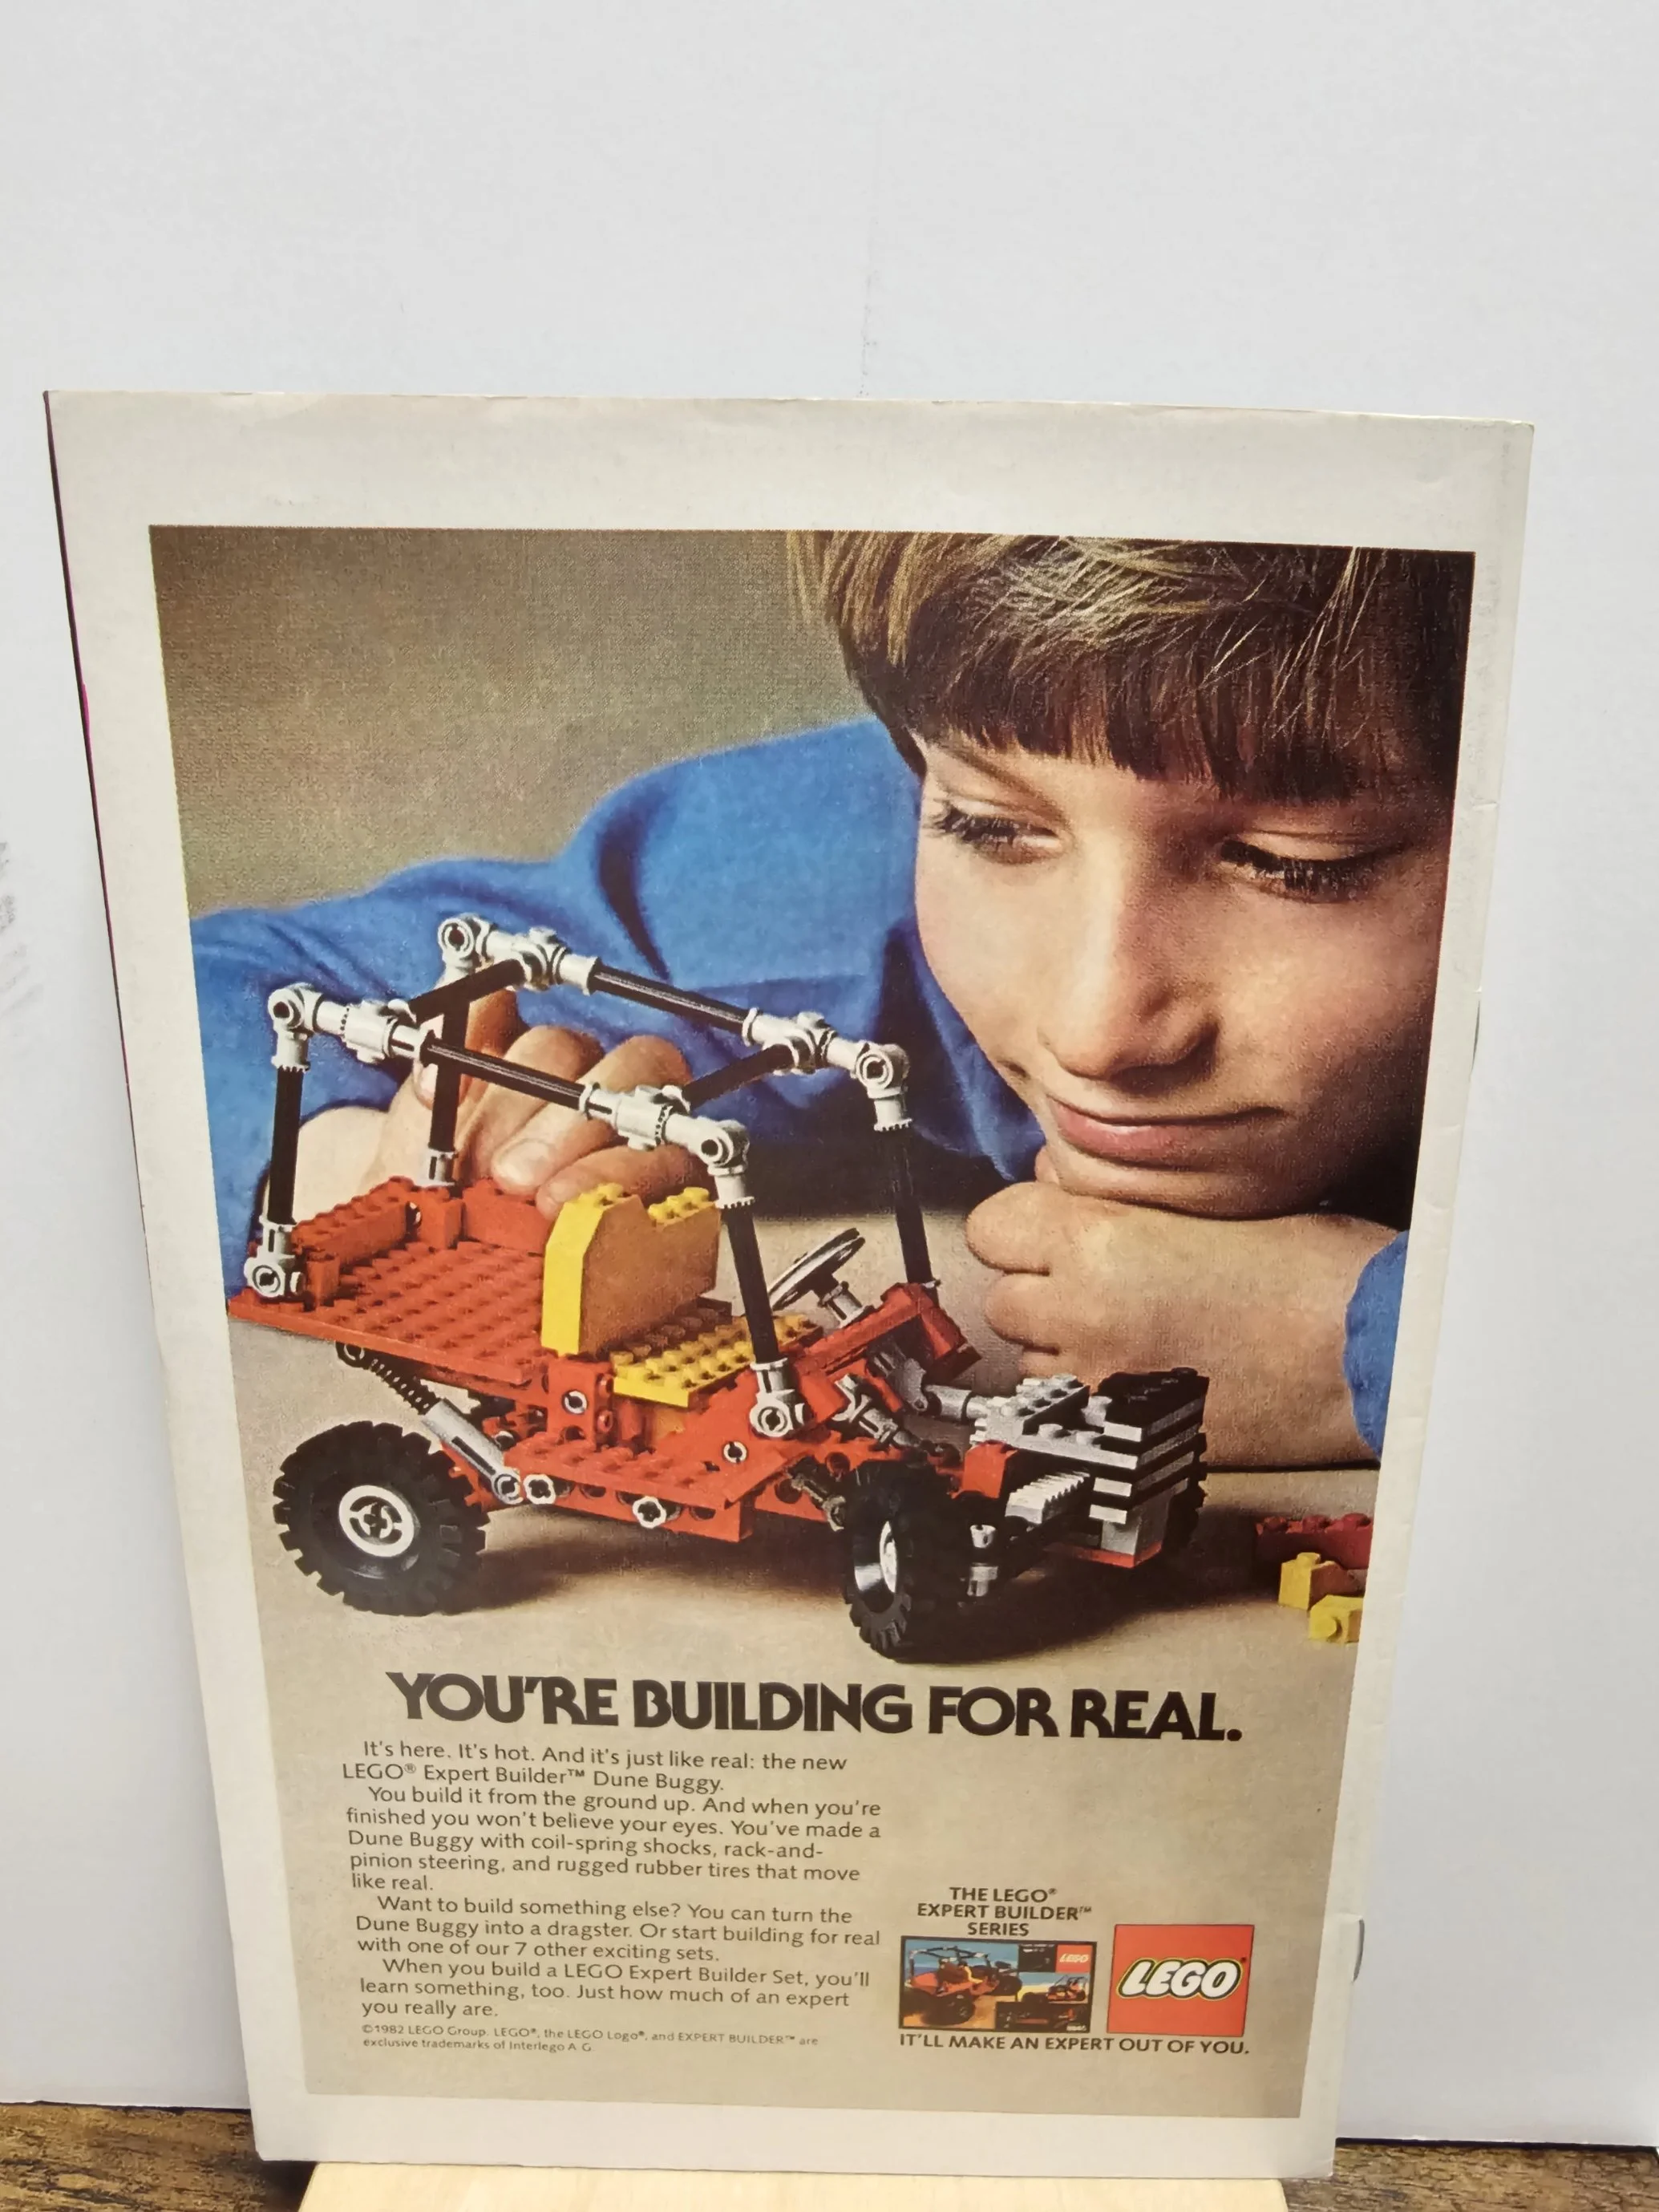 YOU'RE BUILDING FOR REAL.
It's here. It's hot. And it's just like real: the new
LEGO® Expert Builder™ Dune Buggy.
You build it from the ground up. And when you're
finished you won't believe your eyes. You've made a
Dune Buggy with coil-spring shocks, rack-and-
pinion steering, and rugged rubber tires that move
like real.
Want to build something else? You can turn the
Dune Buggy into a dragster. Or start building for real
with one of our 7 other exciting sets.
When you build a LEGO Expert Builder Set, you'll
learn something, too. Just how much of an expert
you really are.
©1982 LEGO Group. LEGO®, the LEGO Logo®, and EXPERT BUILDER™ are
exclusive trademarks of Interlego A.G.
THE LEGO®
EXPERT BUILDER™
SERIES
LEGO
LEGO®
IT'LL MAKE AN EXPERT OUT OF YOU.